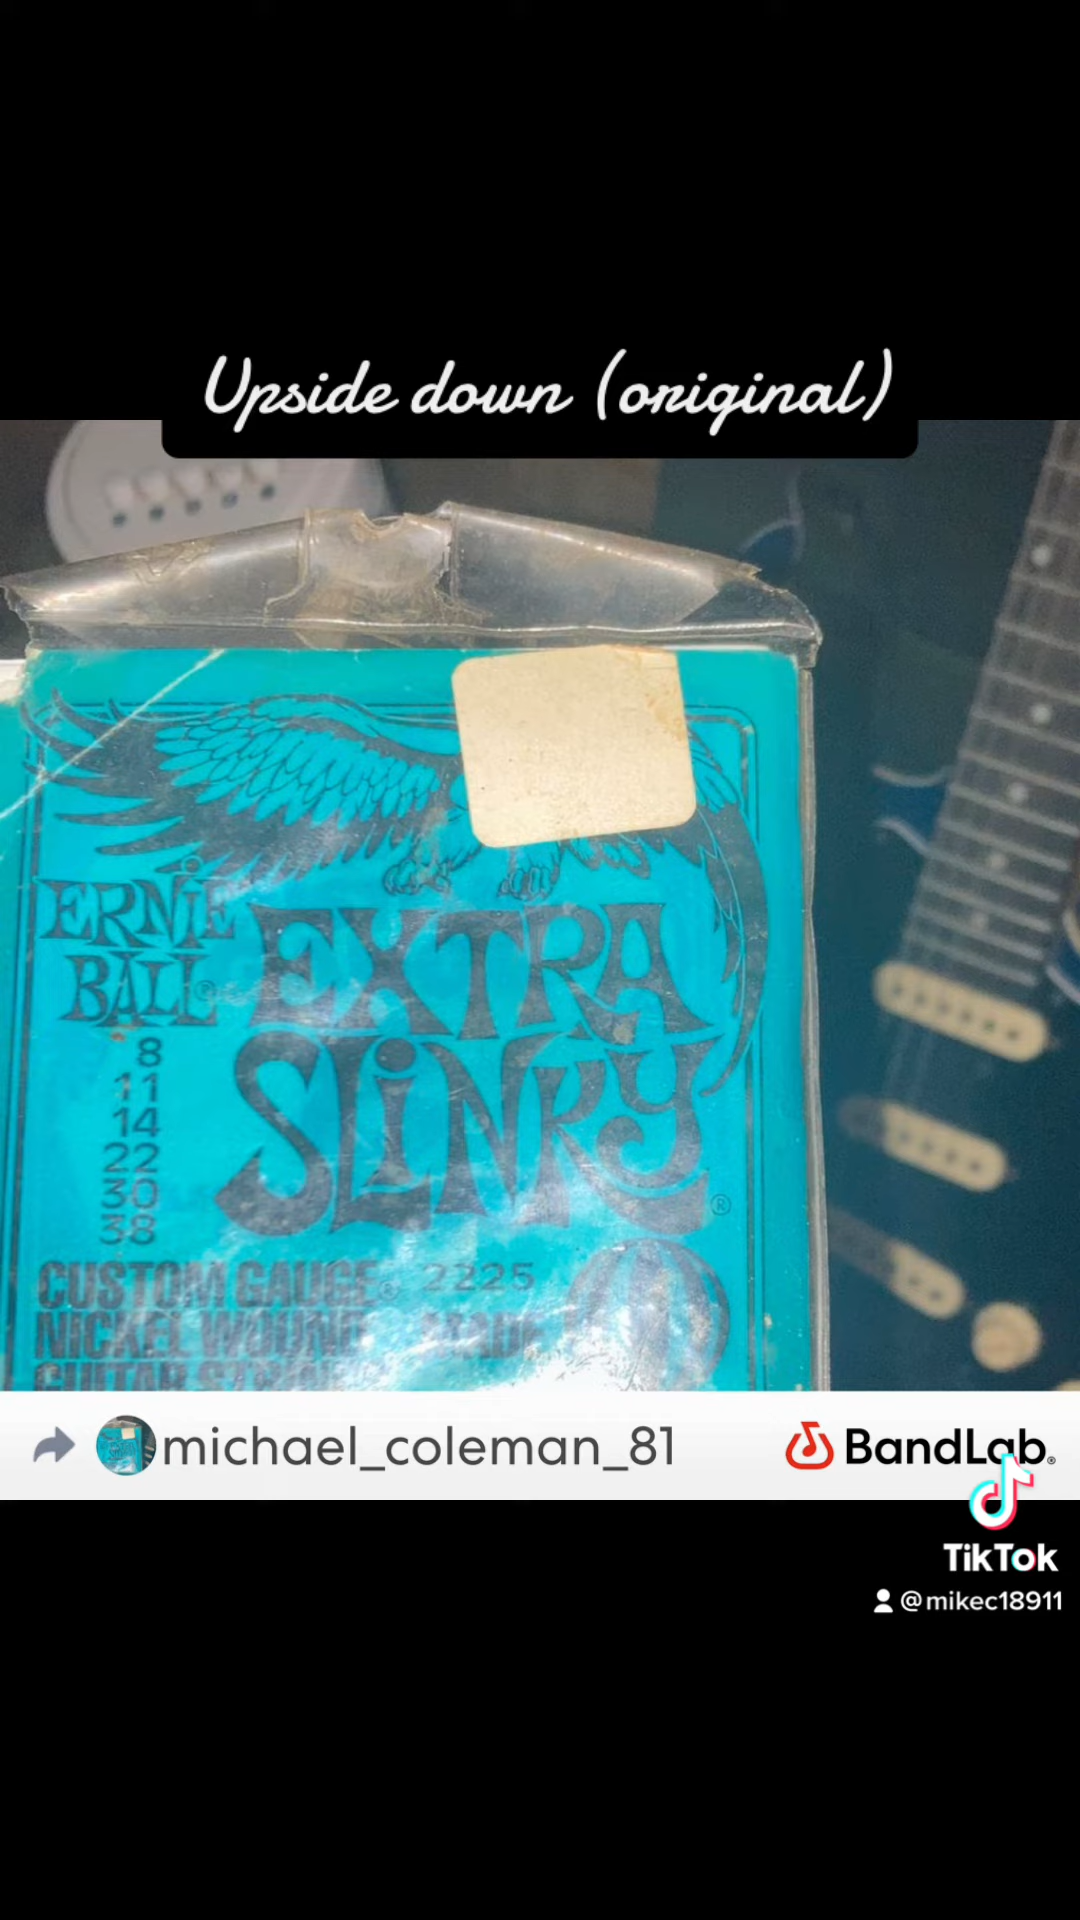 Upside down (original)
ERNIE
BALL
EXTRA
SLINKY®
8
11
14
22
30
38
CUSTOM GAUGE® 2225
NICKEL WOUND
michael_coleman_81
BandLab®
TikTok
@mikec18911